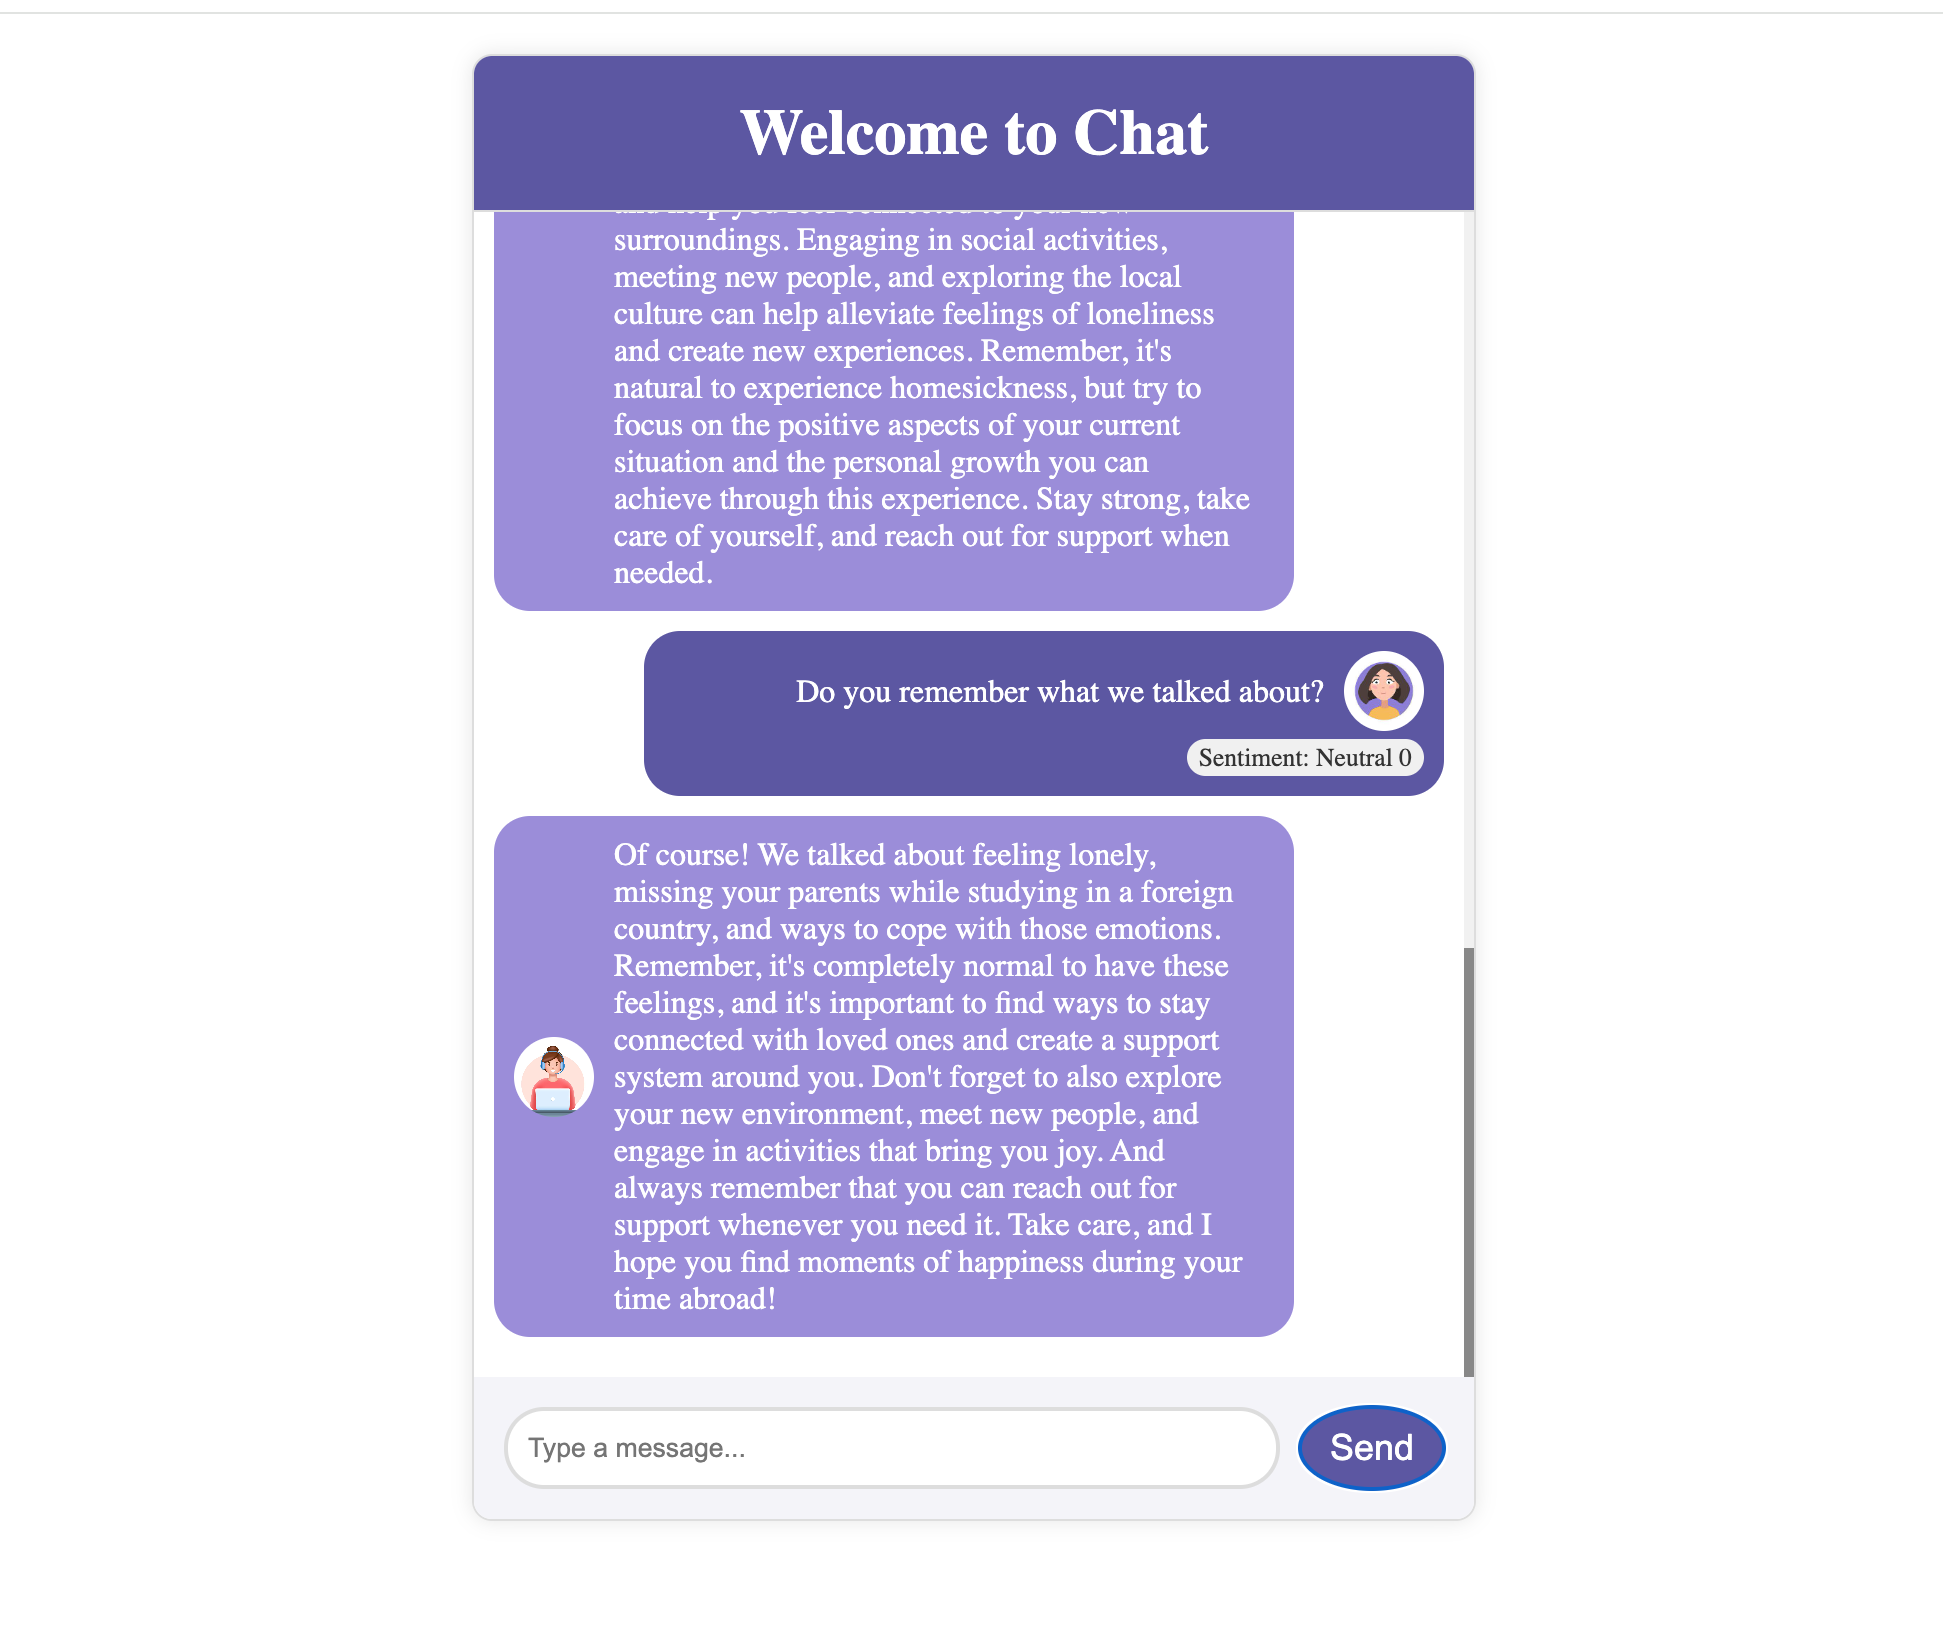 Welcome to Chat
surroundings. Engaging in social activities,
meeting new people, and exploring the local
culture can help alleviate feelings of loneliness
and create new experiences. Remember, it's
natural to experience homesickness, but try to
focus on the positive aspects of your current
situation and the personal growth you can
achieve through this experience. Stay strong, take
care of yourself, and reach out for support when
needed.
Do you remember what we talked about?
Sentiment: Neutral 0
Of course! We talked about feeling lonely,
missing your parents while studying in a foreign
country, and ways to cope with those emotions.
Remember, it's completely normal to have these
feelings, and it's important to find ways to stay
connected with loved ones and create a support
system around you. Don't forget to also explore
your new environment, meet new people, and
engage in activities that bring you joy. And
always remember that you can reach out for
support whenever you need it. Take care, and I
hope you find moments of happiness during your
time abroad!
Type a message...
Send